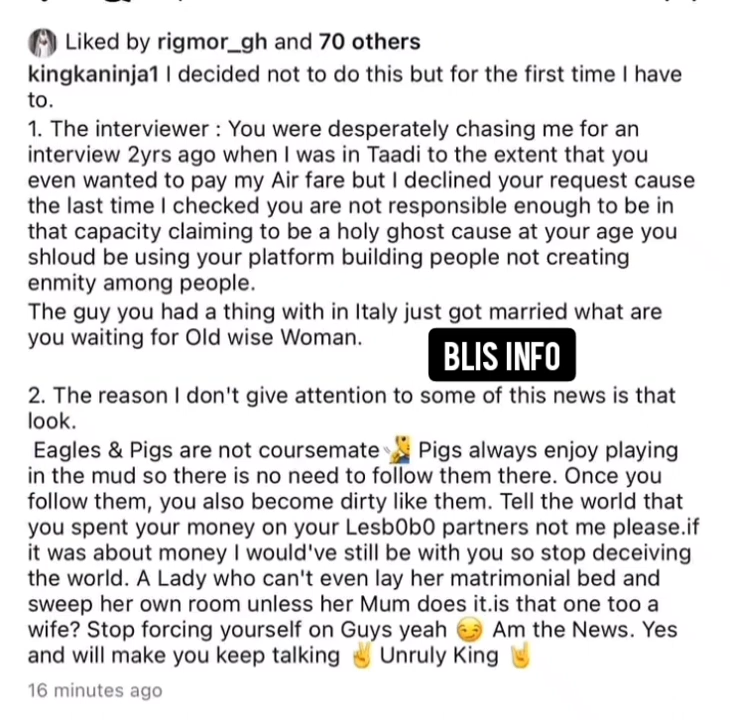 Liked by rigmor_gh and 70 others
kingkaninja1 I decided not to do this but for the first time I have
to.
1. The interviewer : You were desperately chasing me for an
interview 2yrs ago when I was in Taadi to the extent that you
even wanted to pay my Air fare but I declined your request cause
the last time I checked you are not responsible enough to be in
that capacity claiming to be a holy ghost cause at your age you
shloud be using your platform building people not creating
enmity among people.
The guy you had a thing with in Italy just got married what are
you waiting for Old wise Woman.
BLIS INFO
2. The reason I don't give attention to some of this news is that
look.
Eagles & Pigs are not coursemate 🧏 Pigs always enjoy playing
in the mud so there is no need to follow them there. Once you
follow them, you also become dirty like them. Tell the world that
you spent your money on your Lesb0b0 partners not me please.if
it was about money I would've still be with you so stop deceiving
the world. A Lady who can't even lay her matrimonial bed and
sweep her own room unless her Mum does it.is that one too a
wife? Stop forcing yourself on Guys yeah 😏 Am the News. Yes
and will make you keep talking ✌️ Unruly King 🤘
16 minutes ago